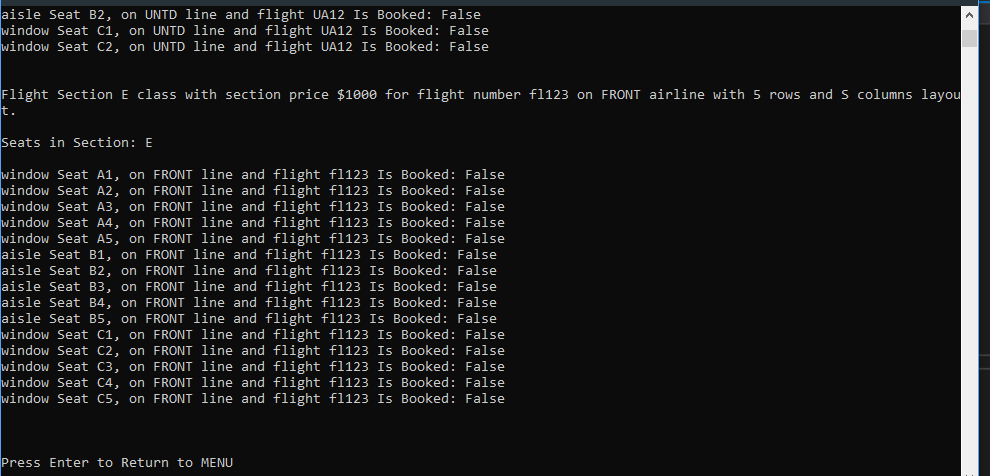 aisle Seat B2, on UNTD line and flight UA12 Is Booked: False
window Seat C1, on UNTD line and flight UA12 Is Booked: False
window Seat C2, on UNTD line and flight UA12 Is Booked: False
Flight Section E class with section price $1000 for flight number fl123 on FRONT airline with 5 rows and S columns layou
t.
Seats in Section: E
window Seat A1, on FRONT line and flight fl123 Is Booked: False
window Seat A2, on FRONT line and flight fl123 Is Booked: False
window Seat A3, on FRONT line and flight fl123 Is Booked: False
window Seat A4, on FRONT line and flight fl123 Is Booked: False
window Seat A5, on FRONT line and flight fl123 Is Booked: False
aisle Seat B1, on FRONT line and flight fl123 Is Booked: False
aisle Seat B2, on FRONT line and flight fl123 Is Booked: False
aisle Seat B3, on FRONT line and flight fl123 Is Booked: False
aisle Seat B4, on FRONT line and flight fl123 Is Booked: False
aisle Seat B5, on FRONT line and flight fl123 Is Booked: False
window Seat C1, on FRONT line and flight fl123 Is Booked: False
window Seat C2, on FRONT line and flight fl123 Is Booked: False
window Seat C3, on FRONT line and flight fl123 Is Booked: False
window Seat C4, on FRONT line and flight fl123 Is Booked: False
window Seat C5, on FRONT line and flight fl123 Is Booked: False
Press Enter to Return to MENU